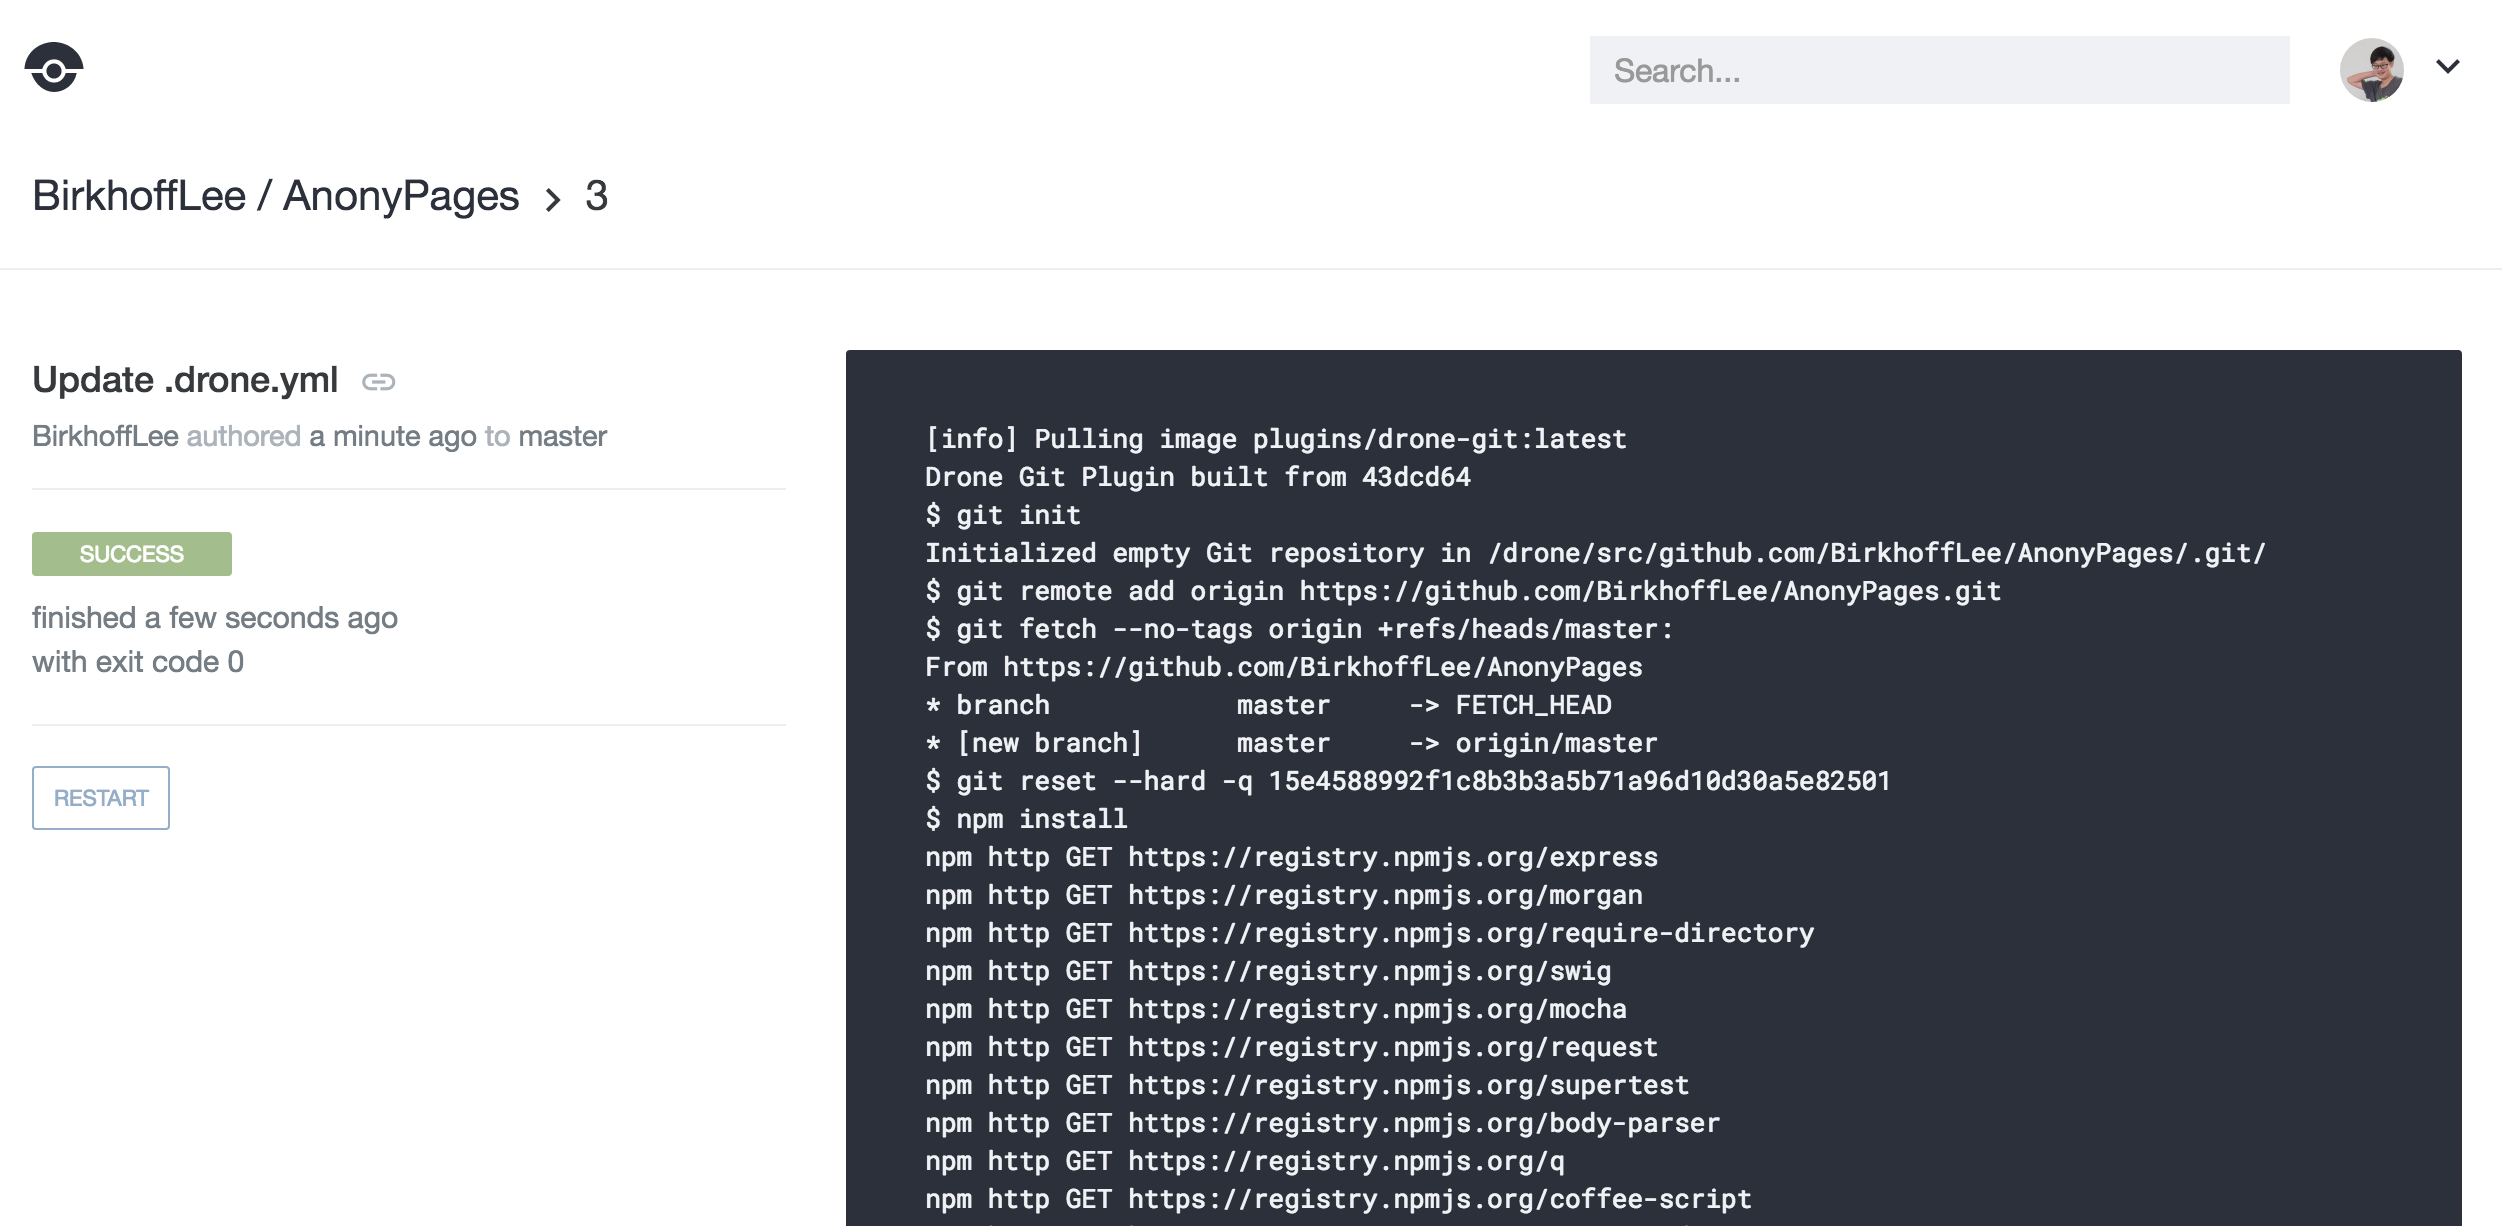 Search...
BirkhoffLee / AnonyPages > 3
Update .drone.yml
BirkhoffLee authored a minute ago to master
SUCCESS
finished a few seconds ago
with exit code 0
RESTART
[info] Pulling image plugins/drone-git:latest
Drone Git Plugin built from 43dcd64
$ git init
Initialized empty Git repository in /drone/src/github.com/BirkhoffLee/AnonyPages/.git/
$ git remote add origin https://github.com/BirkhoffLee/AnonyPages.git
$ git fetch --no-tags origin +refs/heads/master:
From https://github.com/BirkhoffLee/AnonyPages
* branch            master     -> FETCH_HEAD
* [new branch]      master     -> origin/master
$ git reset --hard -q 15e4588992f1c8b3b3a5b71a96d10d30a5e82501
$ npm install
npm http GET https://registry.npmjs.org/express
npm http GET https://registry.npmjs.org/morgan
npm http GET https://registry.npmjs.org/require-directory
npm http GET https://registry.npmjs.org/swig
npm http GET https://registry.npmjs.org/mocha
npm http GET https://registry.npmjs.org/request
npm http GET https://registry.npmjs.org/supertest
npm http GET https://registry.npmjs.org/body-parser
npm http GET https://registry.npmjs.org/q
npm http GET https://registry.npmjs.org/coffee-script